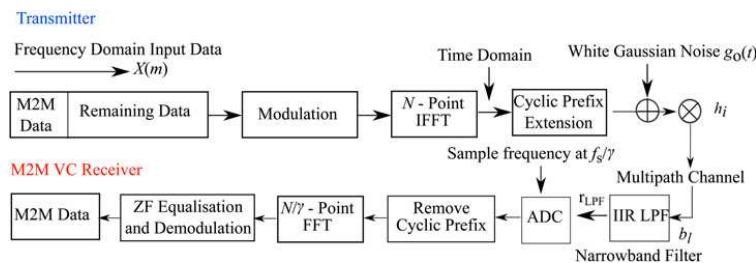 Transmitter
Frequency Domain Input Data
X(m)
Time Domain
White Gaussian Noise g₀(t)
M2M Data
Remaining Data
Modulation
N - Point IFFT
Cyclic Prefix Extension
hᵢ
M2M VC Receiver
Sample frequency at fₛ/γ
Multipath Channel
M2M Data
ZF Equalisation and Demodulation
N/γ - Point FFT
Remove Cyclic Prefix
ADC
r_LPF
IIR LPF
bₗ
Narrowband Filter